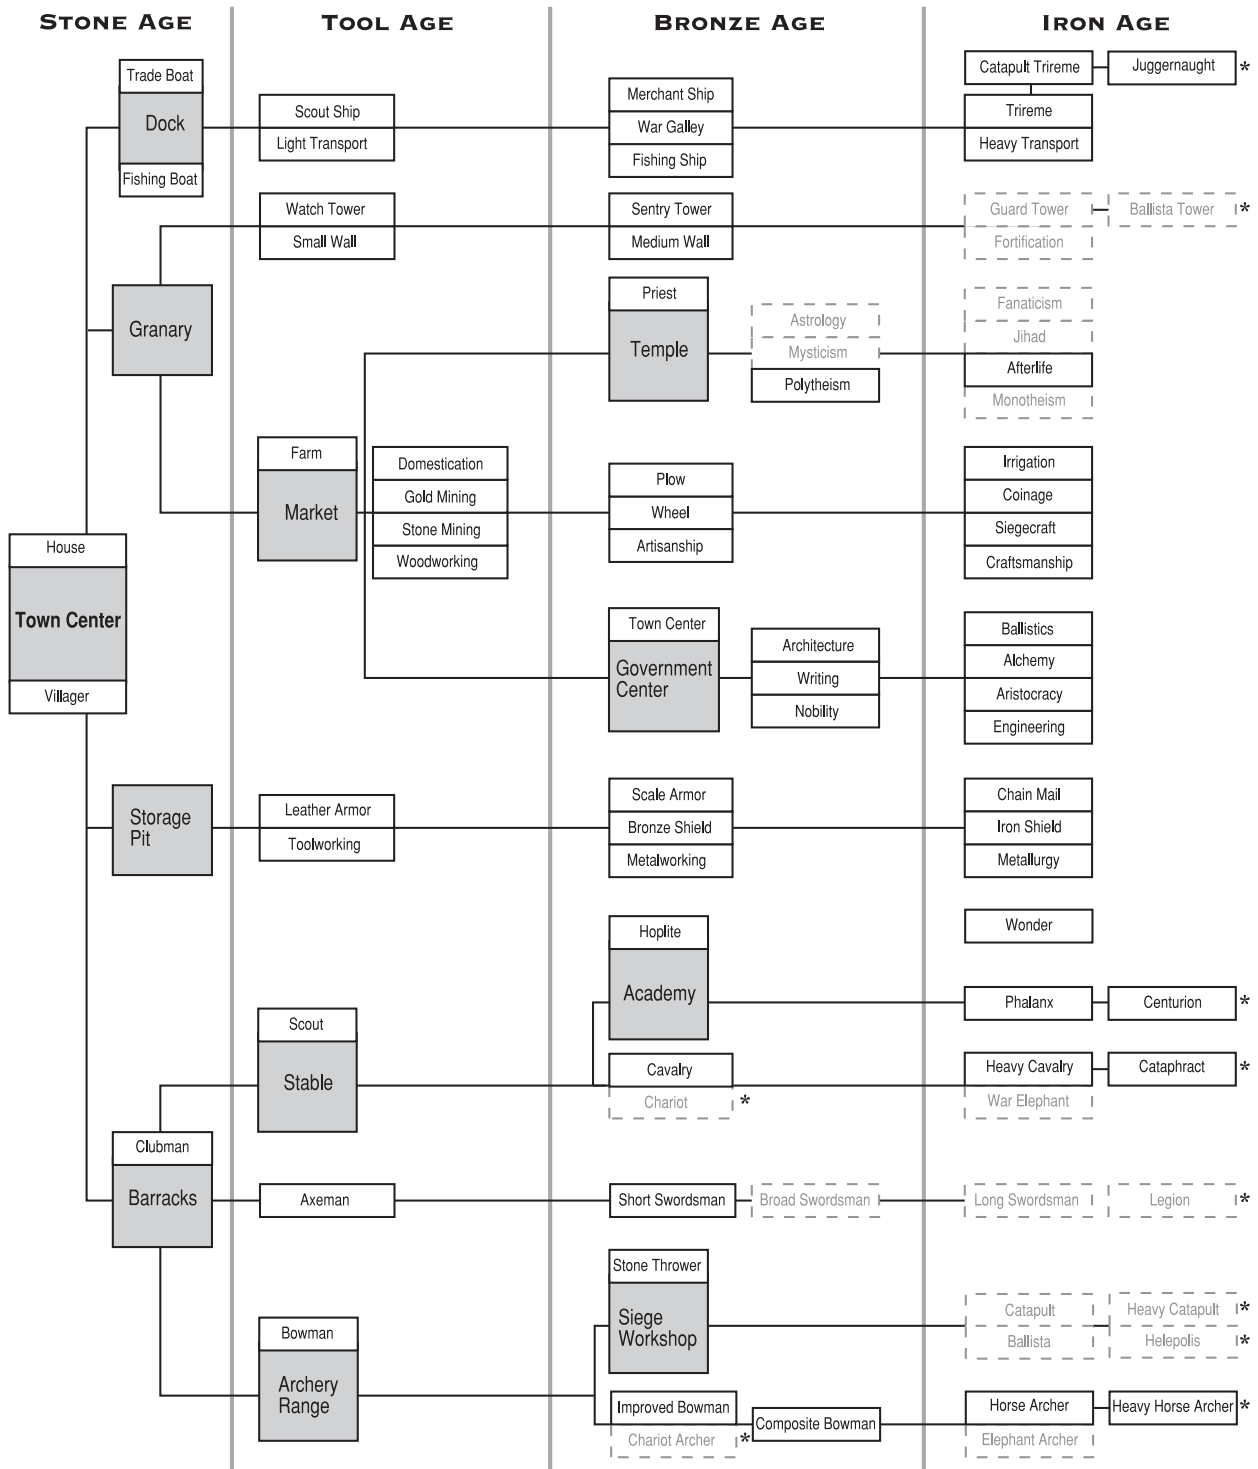 STONE AGE
TOOL AGE
BRONZE AGE
IRON AGE
Trade Boat
Dock
Fishing Boat
Scout Ship
Light Transport
Merchant Ship
War Galley
Fishing Ship
Catapult Trireme
Juggernaught *
Trireme
Heavy Transport
Granary
Watch Tower
Small Wall
Sentry Tower
Medium Wall
Guard Tower
Ballista Tower *
Fortification
Priest
Temple
Astrology
Mysticism
Polytheism
Fanaticism
Jihad
Afterlife
Monotheism
Farm
Market
Domestication
Gold Mining
Stone Mining
Woodworking
Plow
Wheel
Artisanship
Irrigation
Coinage
Siegecraft
Craftsmanship
House
Town Center
Villager
Town Center
Government
Center
Architecture
Writing
Nobility
Ballistics
Alchemy
Aristocracy
Engineering
Storage
Pit
Leather Armor
Toolworking
Scale Armor
Bronze Shield
Metalworking
Chain Mail
Iron Shield
Metallurgy
Wonder
Hoplite
Academy
Phalanx
Centurion *
Scout
Stable
Cavalry
Chariot *
Heavy Cavalry
Cataphract *
War Elephant
Clubman
Barracks
Axeman
Short Swordsman
Broad Swordsman
Long Swordsman
Legion *
Stone Thrower
Siege
Workshop
Catapult
Heavy Catapult *
Ballista
Helepolis *
Bowman
Archery
Range
Improved Bowman
Chariot Archer *
Composite Bowman
Horse Archer
Heavy Horse Archer *
Elephant Archer